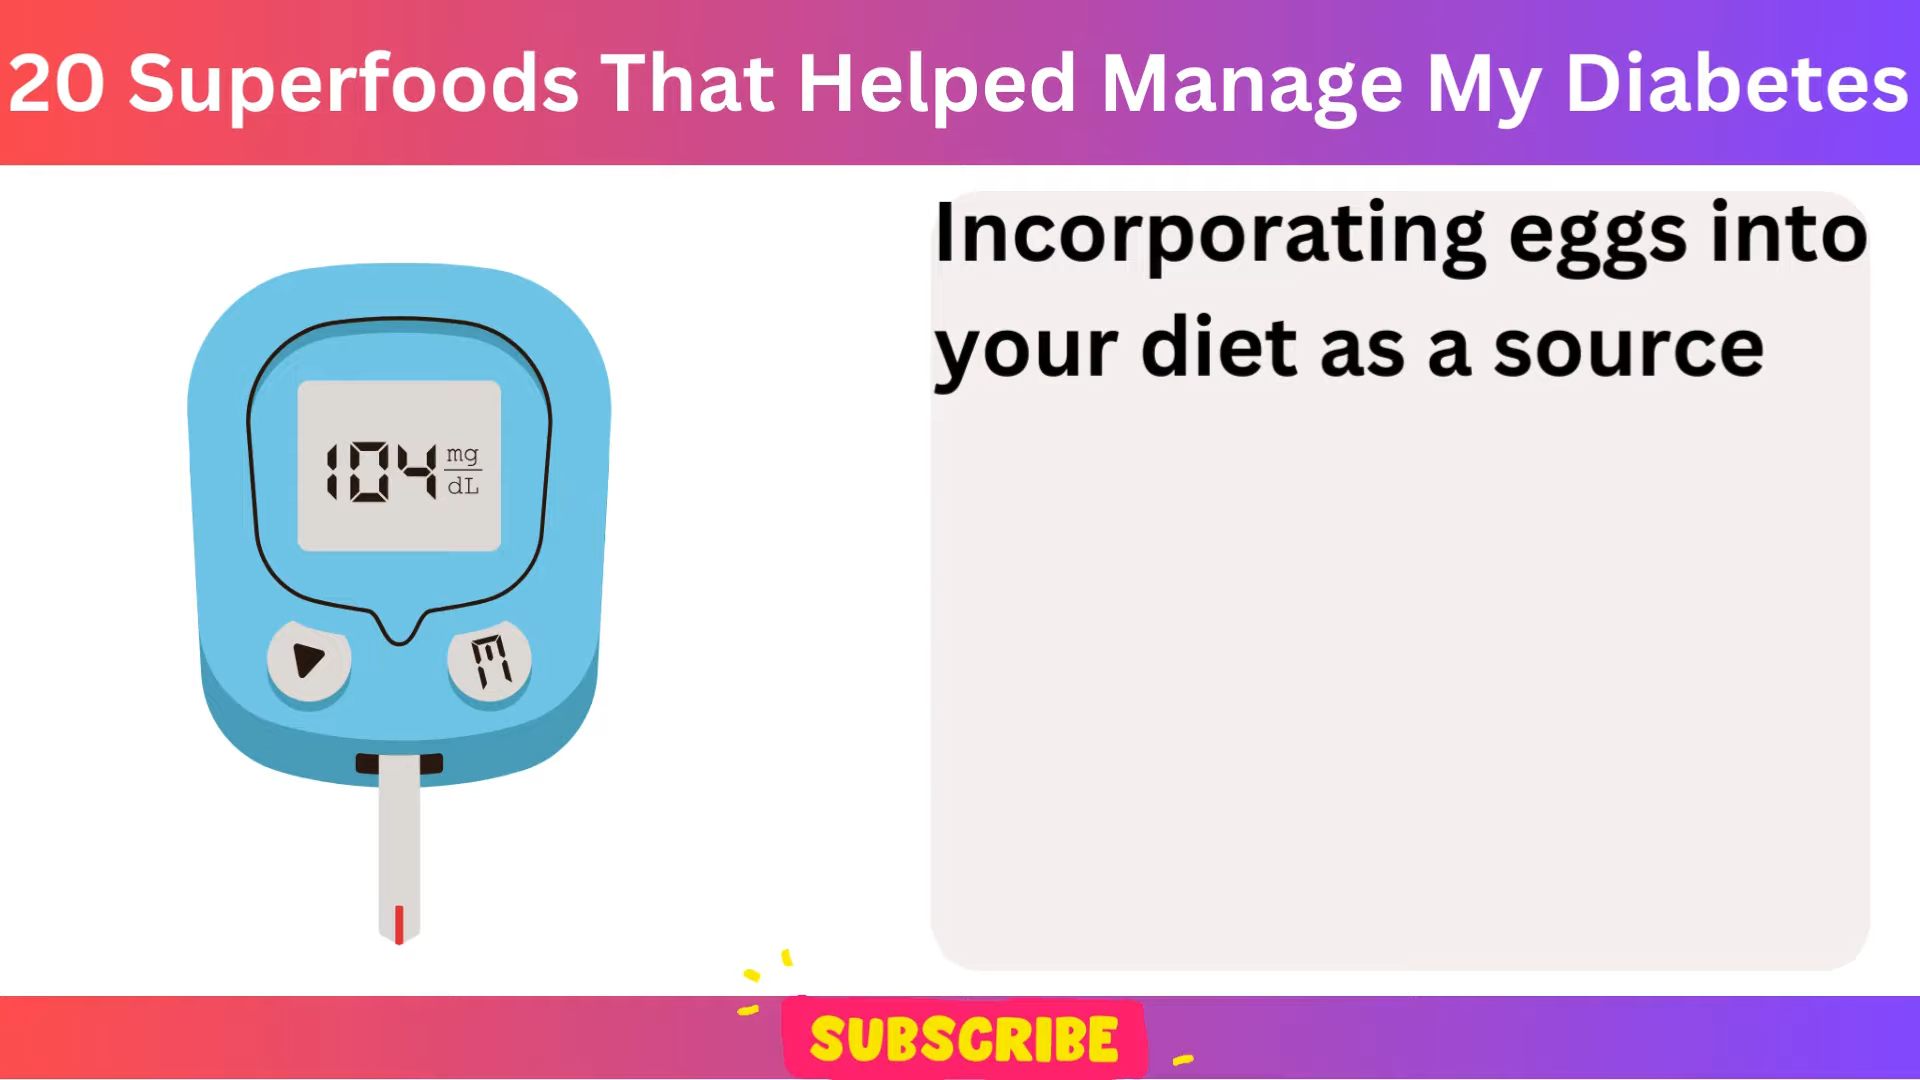 20 Superfoods That Helped Manage My Diabetes
Incorporating eggs into
your diet as a source
104 mg/dL
M
SUBSCRIBE